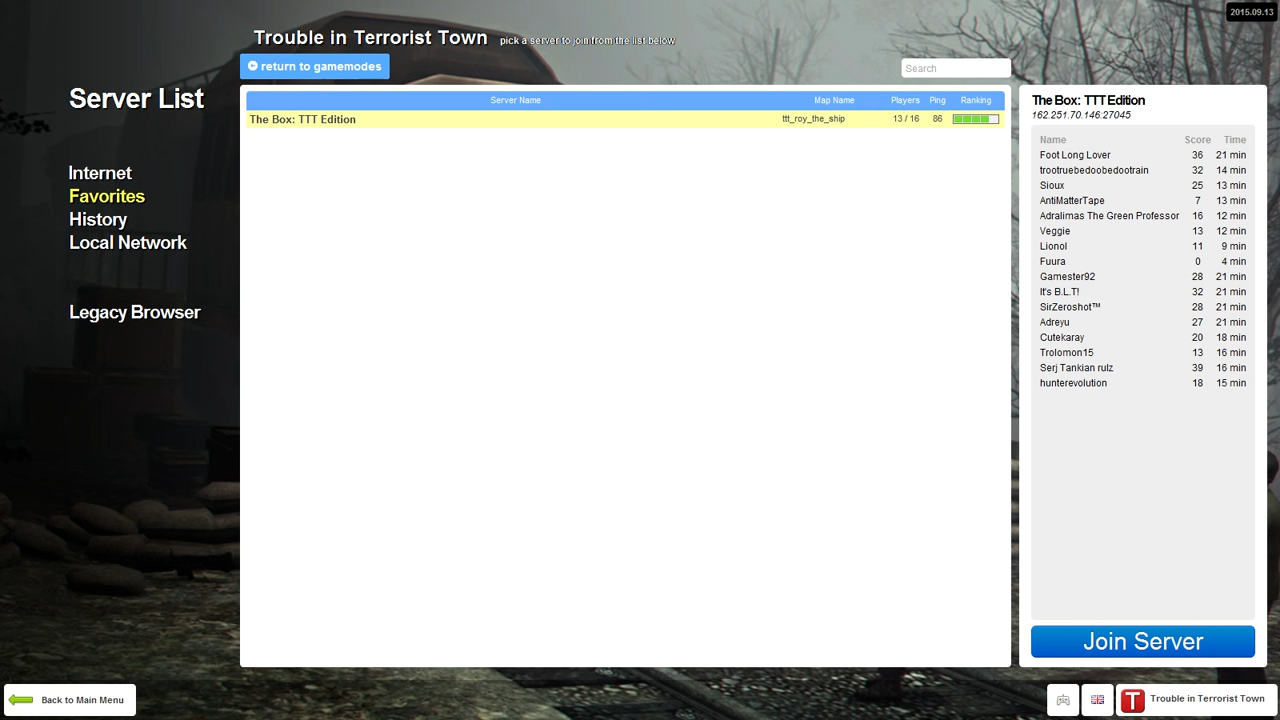 2015.09.13
Trouble in Terrorist Town pick a server to join from the list below
return to gamemodes
Search
Server List
Internet
Favorites
History
Local Network
Legacy Browser
Server Name Map Name Players Ping Ranking
The Box: TTT Edition ttt_roy_the_ship 13 / 16 86
The Box: TTT Edition
162.251.70.146:27045
Name Score Time
Foot Long Lover 36 21 min
trootruebedoobedootrain 32 14 min
Sioux 25 13 min
AntiMatterTape 7 13 min
Adralimas The Green Professor 16 12 min
Veggie 13 12 min
Lionol 11 9 min
Fuura 0 4 min
Gamester92 28 21 min
It's B.L.T! 32 21 min
SirZeroshot™ 28 21 min
Adreyu 27 21 min
Cutekaray 20 18 min
Trolomon15 13 16 min
Serj Tankian rulz 39 16 min
hunterevolution 18 15 min
Join Server
Back to Main Menu
T Trouble in Terrorist Town